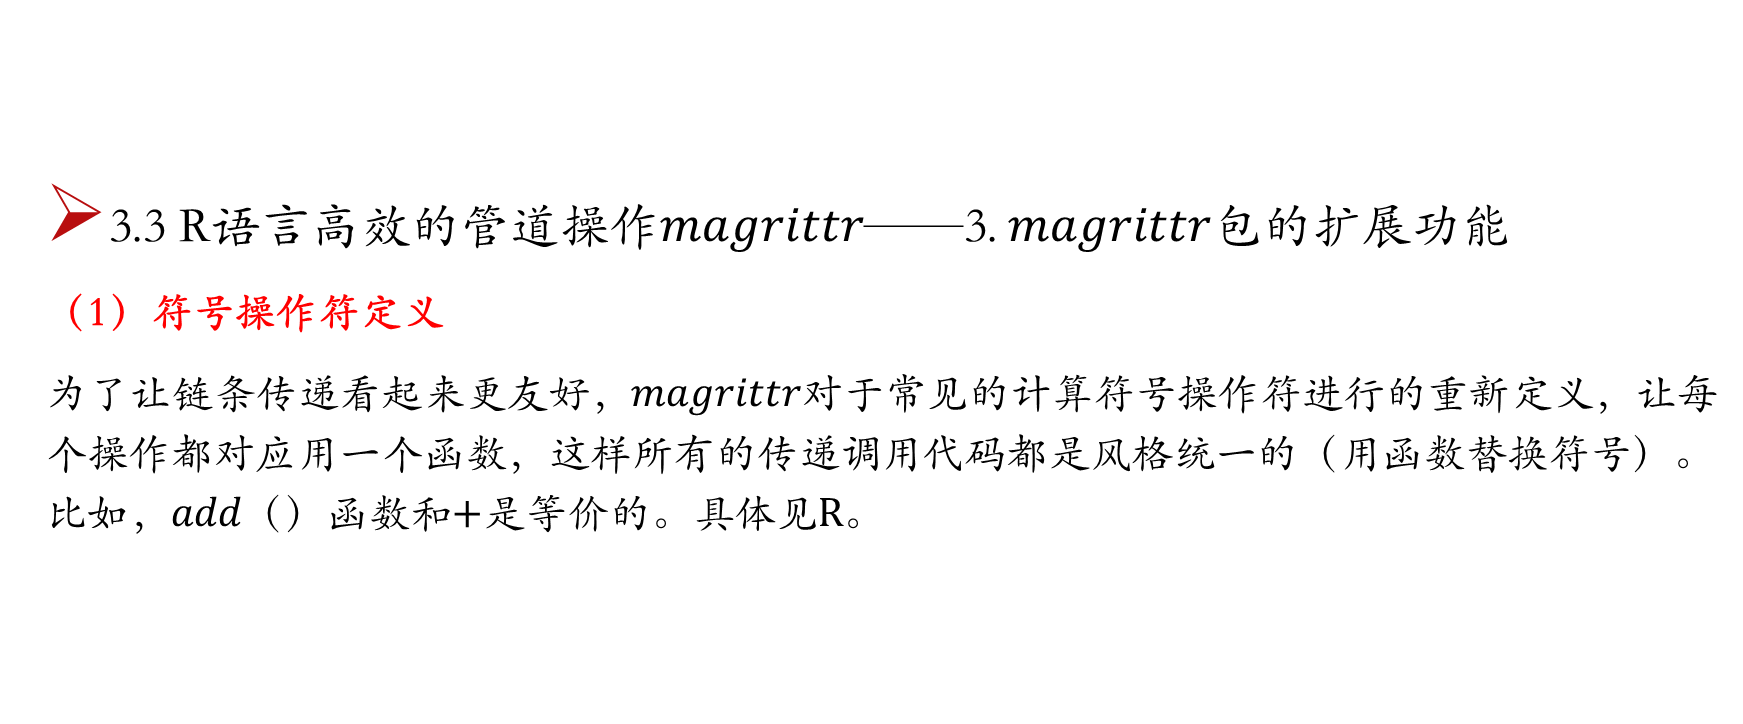 3.3 R语言高效的管道操作magrittr——3. magrittr包的扩展功能
（1）符号操作符定义
为了让链条传递看起来更友好，magrittr对于常见的计算符号操作符进行的重新定义，让每
个操作都对应用一个函数，这样所有的传递调用代码都是风格统一的（用函数替换符号）。
比如，add（）函数和+是等价的。具体见R。